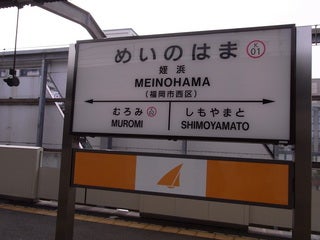 めいのはま
K
01
姪浜
MEINOHAMA
(福岡市西区)
むろみ
MUROMI
しもやまと
SHIMOYAMATO